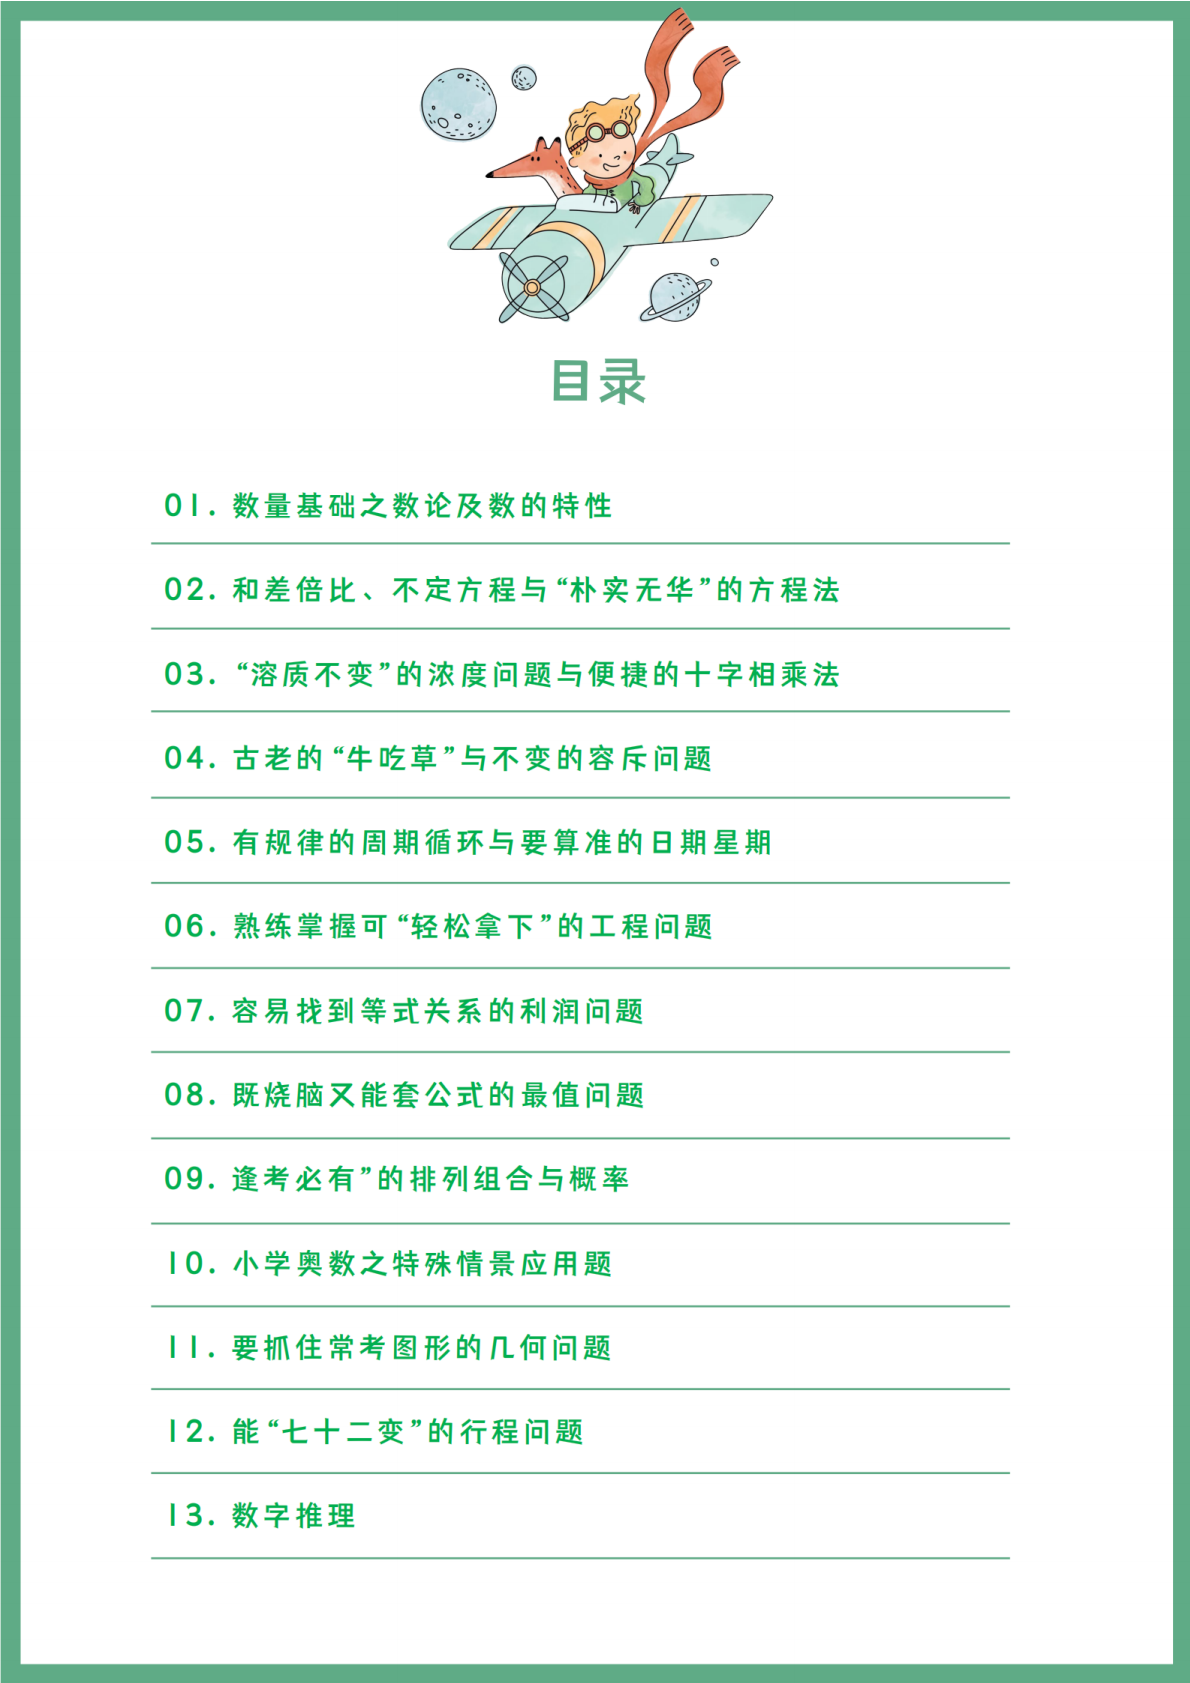 目录
01. 数量基础之数论及数的特性
02. 和差倍比、不定方程与“朴实无华”的方程法
03. “溶质不变”的浓度问题与便捷的十字相乘法
04. 古老的“牛吃草”与不变的容斥问题
05. 有规律的周期循环与要算准的日期星期
06. 熟练掌握可“轻松拿下”的工程问题
07. 容易找到等式关系的利润问题
08. 既烧脑又能套公式的最值问题
09. 逢考必有”的排列组合与概率
10. 小学奥数之特殊情景应用题
11. 要抓住常考图形的几何问题
12. 能“七十二变”的行程问题
13. 数字推理